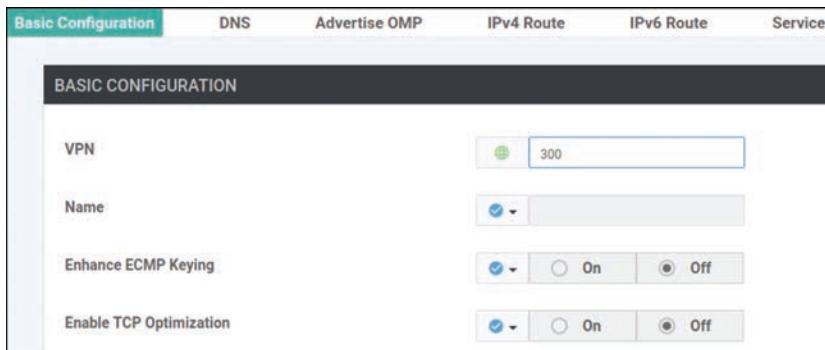 Basic Configuration DNS Advertise OMP IPv4 Route IPv6 Route Service
BASIC CONFIGURATION
VPN 300
Name
Enhance ECMP Keying On Off
Enable TCP Optimization On Off